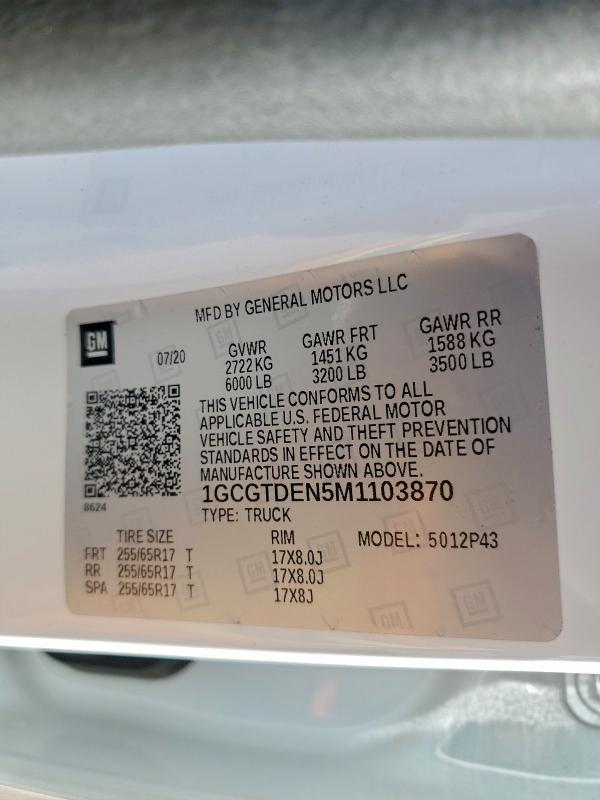 MFD BY GENERAL MOTORS LLC
GM
07/20
GVWR GAWR FRT GAWR RR
2722 KG 1451 KG 1588 KG
6000 LB 3200 LB 3500 LB
THIS VEHICLE CONFORMS TO ALL
APPLICABLE U.S. FEDERAL MOTOR
VEHICLE SAFETY AND THEFT PREVENTION
STANDARDS IN EFFECT ON THE DATE OF
MANUFACTURE SHOWN ABOVE.
8624
1GCGTDEN5M1103870
TYPE: TRUCK
TIRE SIZE RIM MODEL: 5012P43
FRT 255/65R17 T 17X8.0J
RR 255/65R17 T 17X8.0J
SPA 255/65R17 T 17X8J